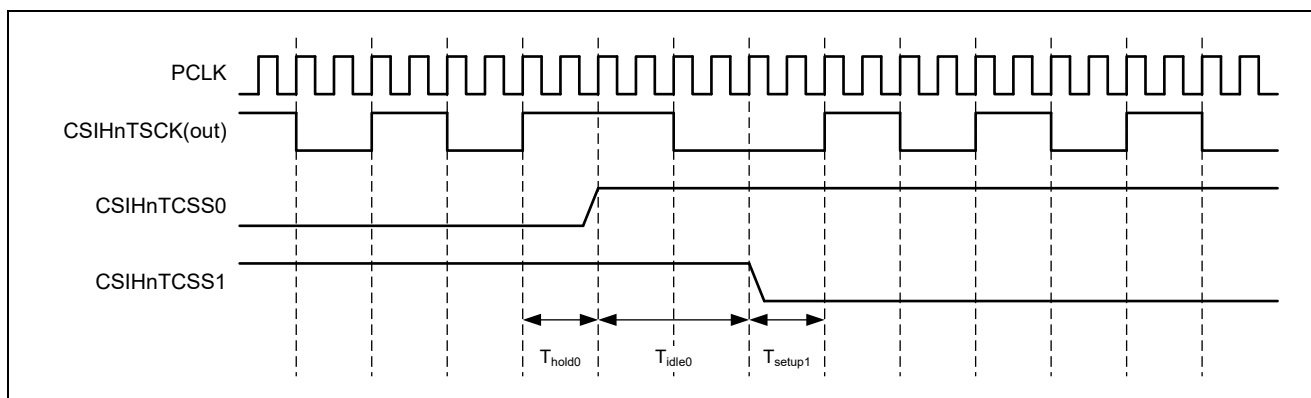 PCLK
CSIHnTSCK(out)
CSIHnTCSS0
CSIHnTCSS1
Thold0 Tidle0 Tsetup1